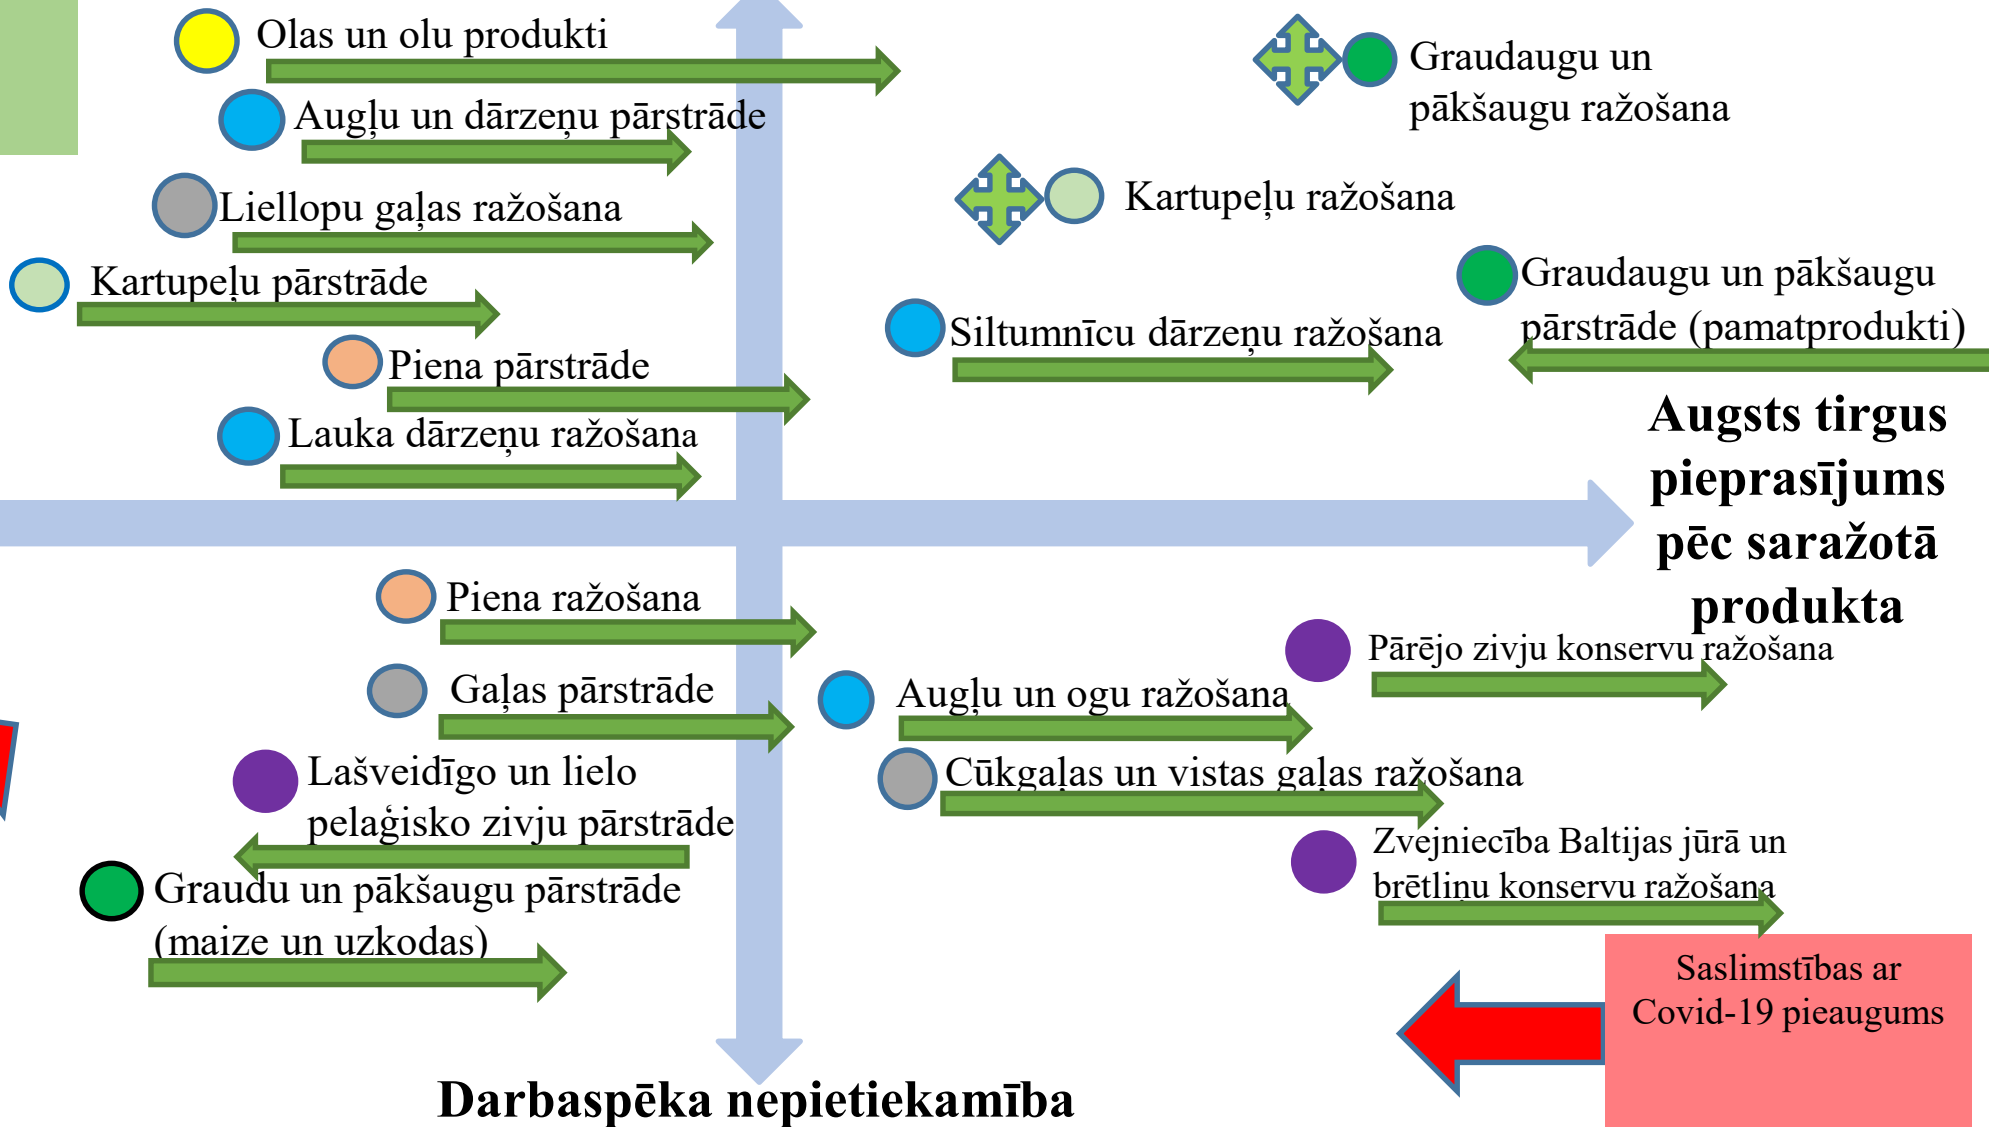 Olas un olu produkti
Augļu un dārzeņu pārstrāde
Liellopu gaļas ražošana
Kartupeļu pārstrāde
Piena pārstrāde
Lauka dārzeņu ražošana
Graudaugu un
pākšaugu ražošana
Kartupeļu ražošana
Siltumnīcu dārzeņu ražošana
Graudaugu un pākšaugu
pārstrāde (pamatprodukti)
Augsts tirgus
pieprasījums
pēc saražotā
produkta
Piena ražošana
Gaļas pārstrāde
Lašveidīgo un lielo
pelaģisko zivju pārstrāde
Graudu un pākšaugu pārstrāde
(maize un uzkodas)
Pārējo zivju konservu ražošana
Augļu un ogu ražošana
Cūkgaļas un vistas gaļas ražošana
Zvejniecība Baltijas jūrā un
brētliņu konservu ražošana
Saslimstības ar
Covid-19 pieaugums
Darbaspēka nepietiekamība